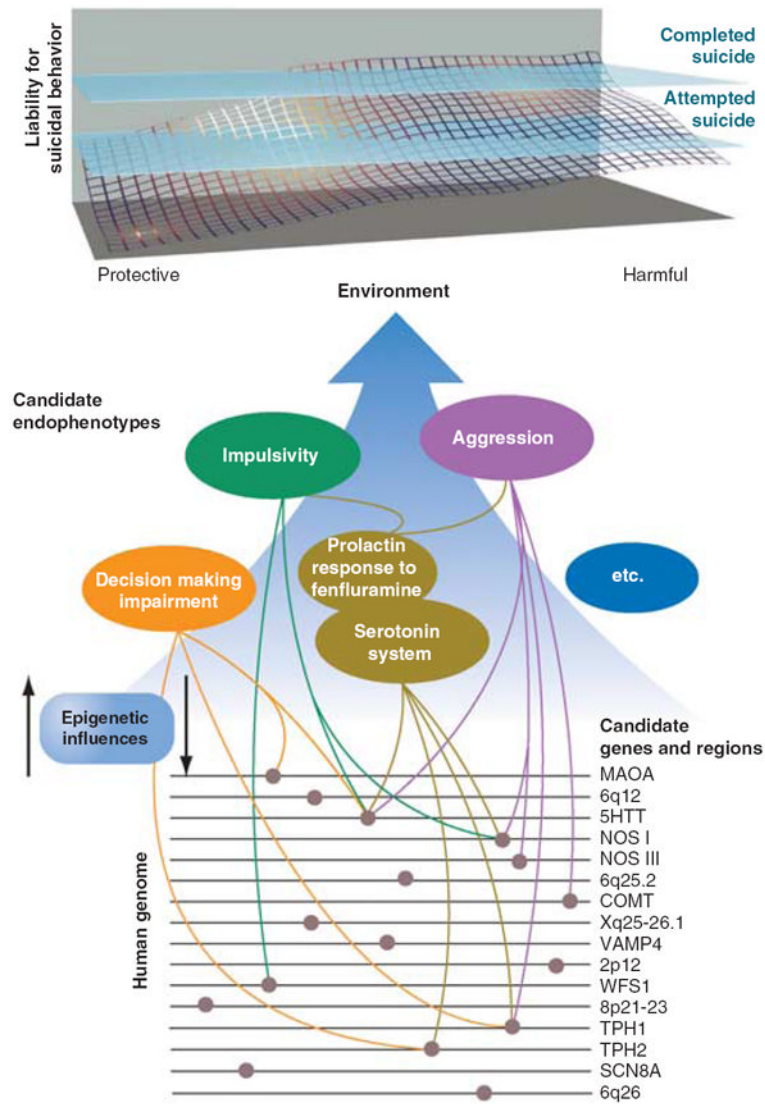 Liability for
suicidal behavior
Completed
suicide
Attempted
suicide
Protective
Harmful
Environment
Candidate
endophenotypes
Impulsivity
Aggression
Prolactin
response to
fenfluramine
Decision making
impairment
etc.
Serotonin
system
Epigenetic
influences
Candidate
genes and regions
Human genome
MAOA
6q12
5HTT
NOS I
NOS III
6q25.2
COMT
Xq25-26.1
VAMP4
2p12
WFS1
8p21-23
TPH1
TPH2
SCN8A
6q26